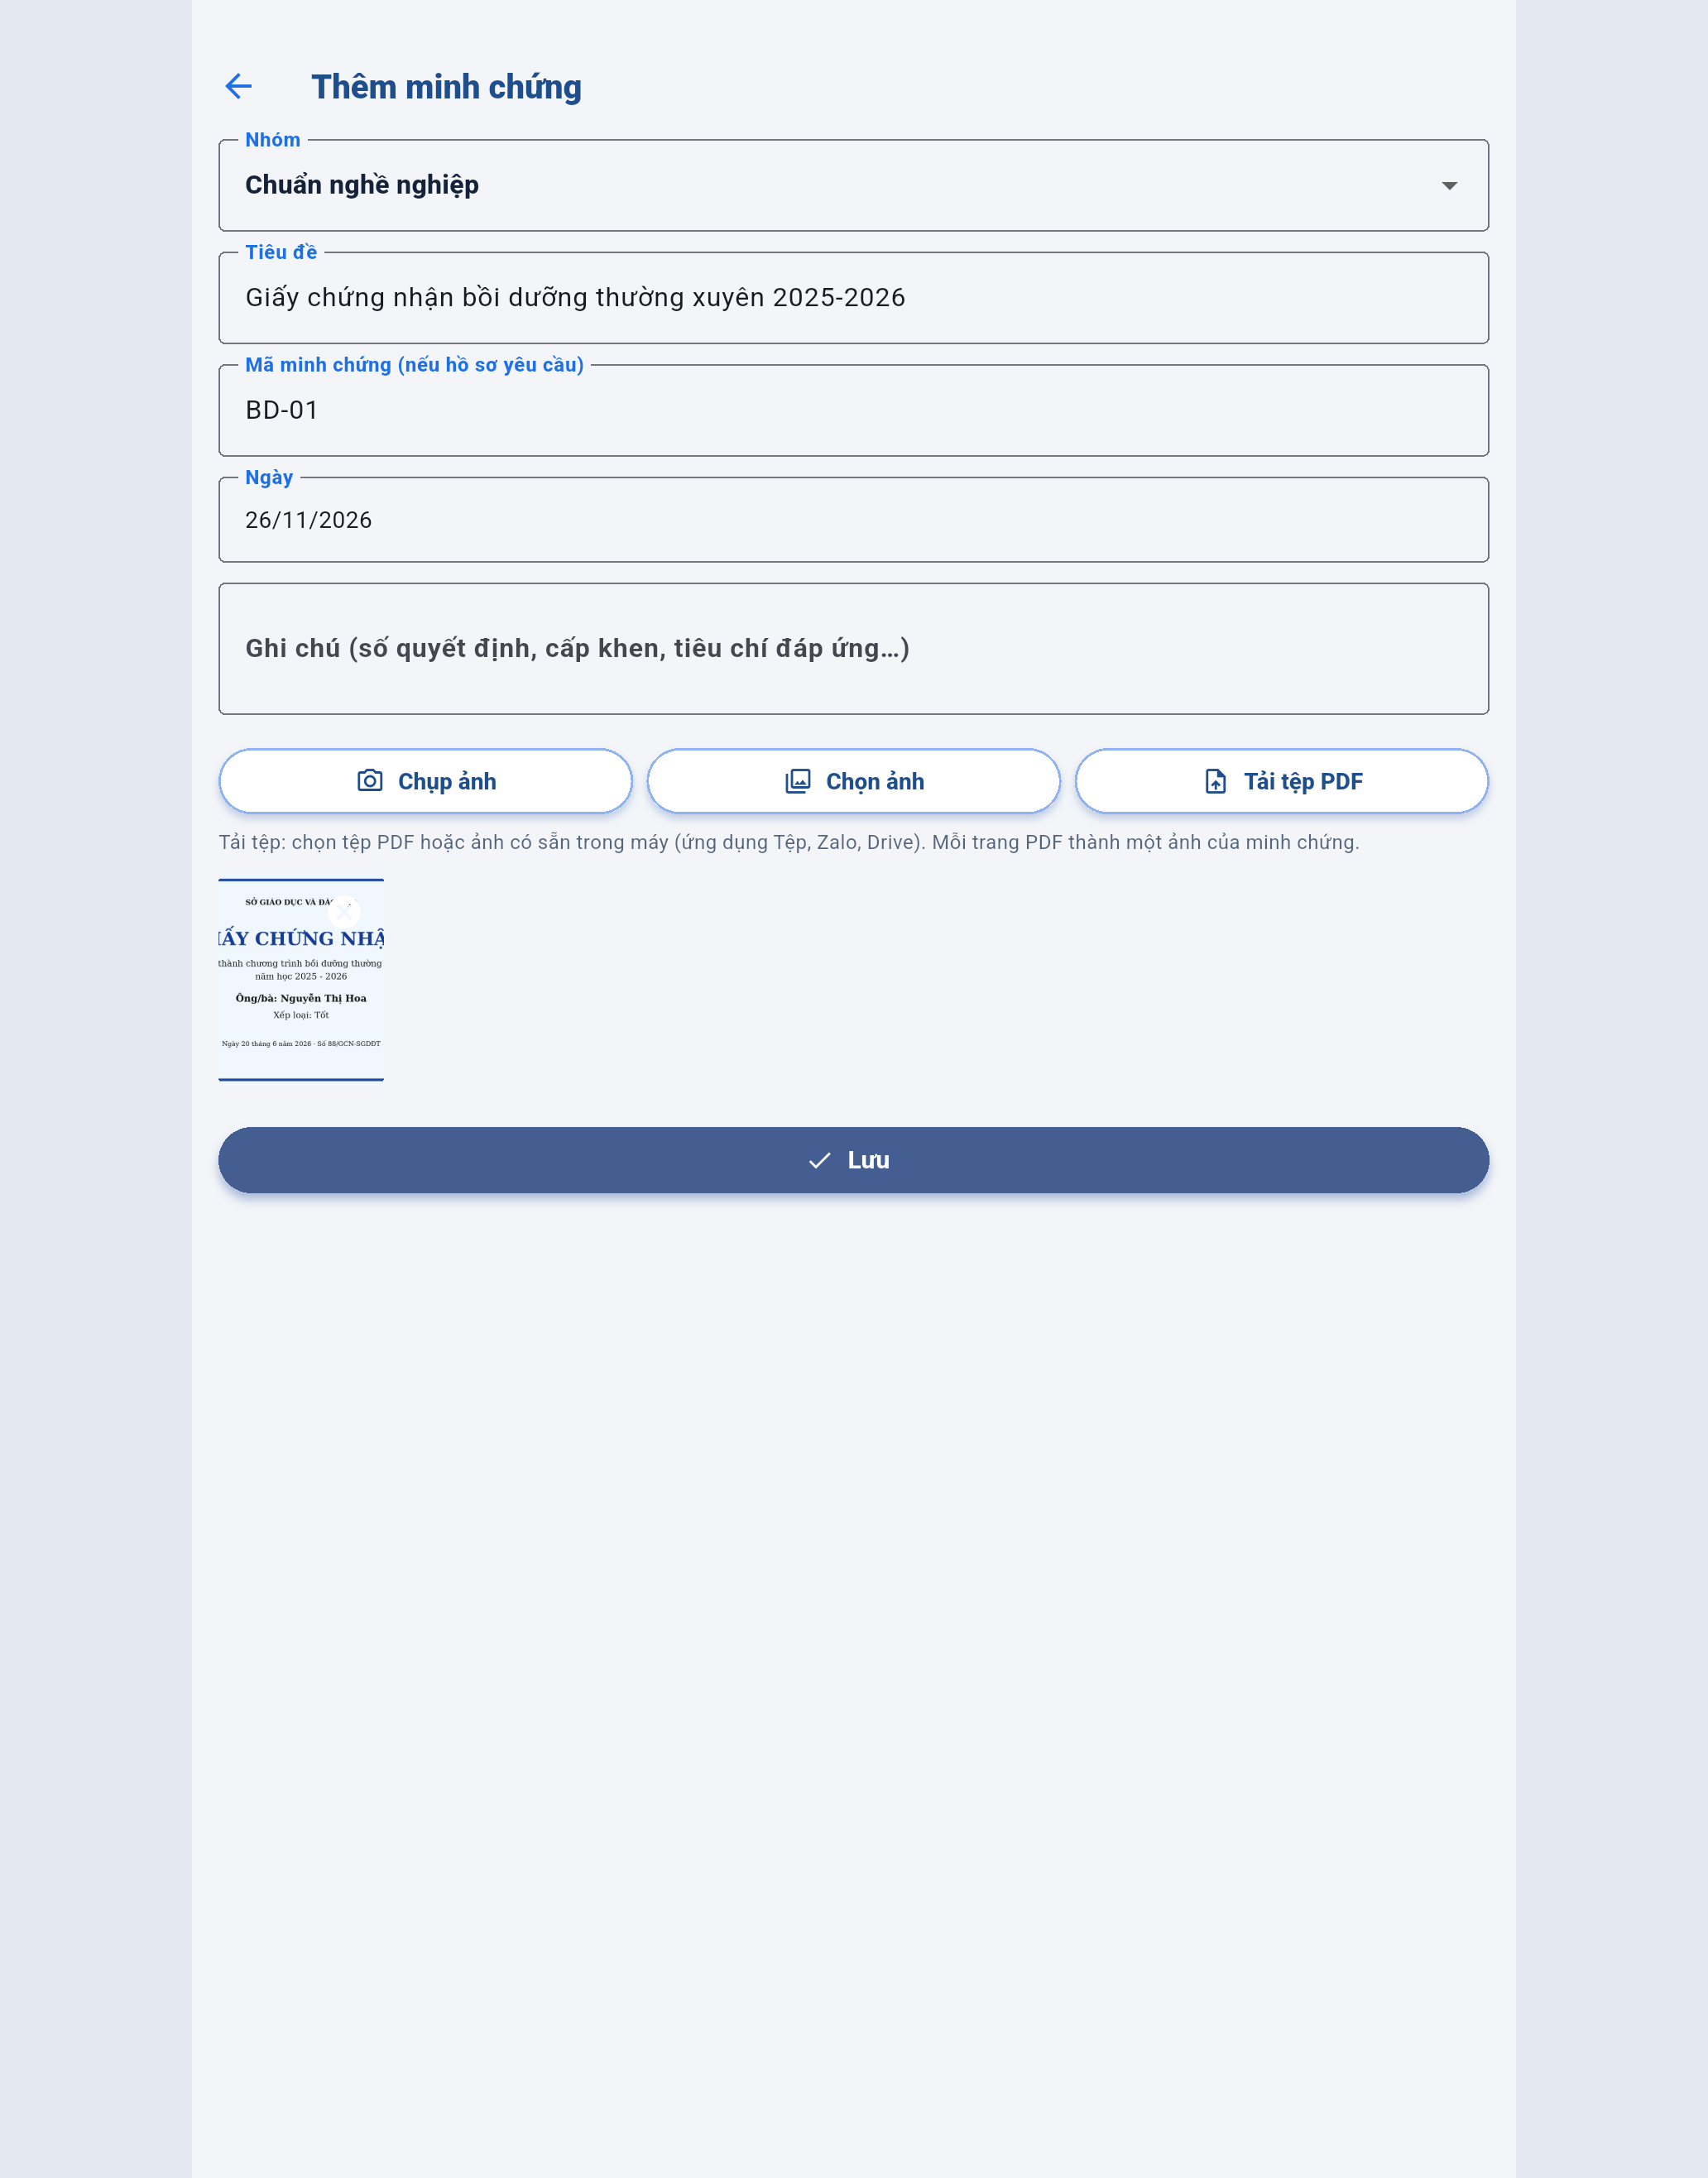 Thêm minh chứng
Nhóm
Chuẩn nghề nghiệp
Tiêu đề
Giấy chứng nhận bồi dưỡng thường xuyên 2025-2026
Mã minh chứng (nếu hồ sơ yêu cầu)
BD-01
Ngày
26/11/2026
Ghi chú (số quyết định, cấp khen, tiêu chí đáp ứng…)
Chụp ảnh
Chọn ảnh
Tải tệp PDF
Tải tệp: chọn tệp PDF hoặc ảnh có sẵn trong máy (ứng dụng Tệp, Zalo, Drive). Mỗi trang PDF thành một ảnh của minh chứng.
SỞ GIÁO DỤC VÀ
CHỨNG
thành chương trình bồi dưỡng thường
năm học 2025 - 2026
Ông/bà: Nguyễn Thị Hoa
Xếp loại: Tốt
Ngày 20 tháng 6 năm 2026 · Số 88/GCN-SGDĐT
Lưu